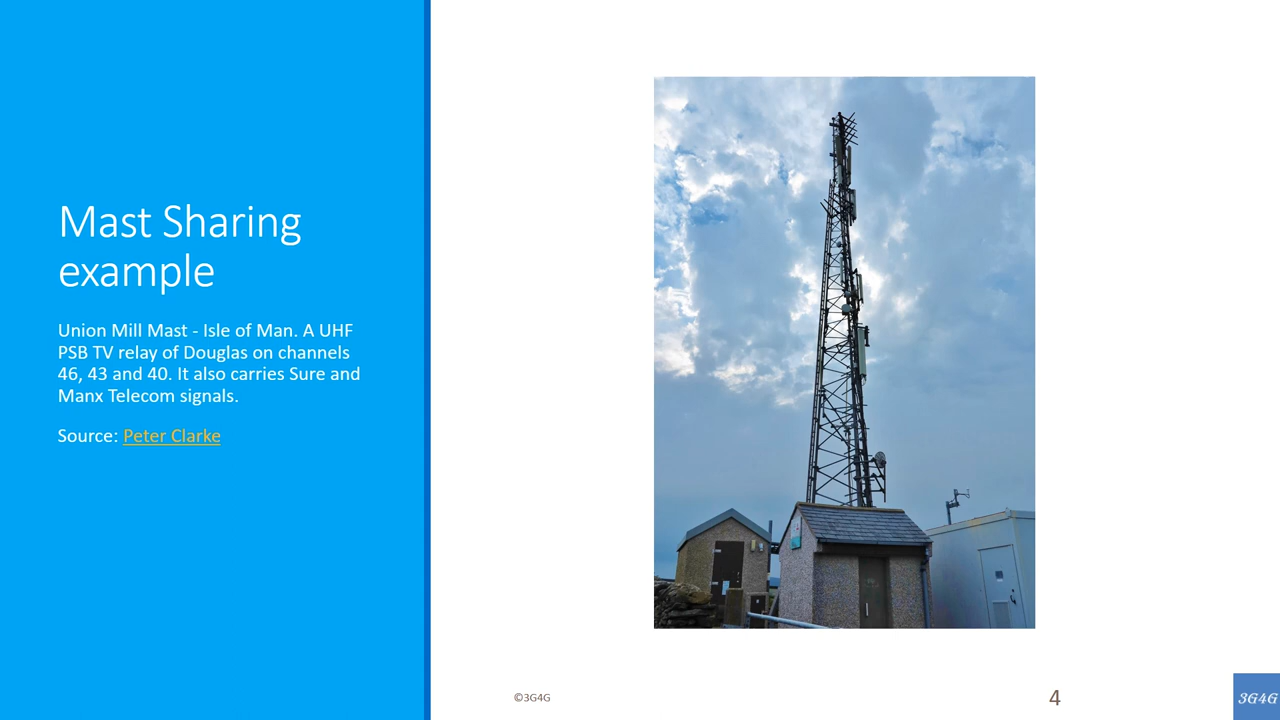 Mast Sharing
example
Union Mill Mast - Isle of Man. A UHF
PSB TV relay of Douglas on channels
46, 43 and 40. It also carries Sure and
Manx Telecom signals.
Source: Peter Clarke
©3G4G
4
3G4G